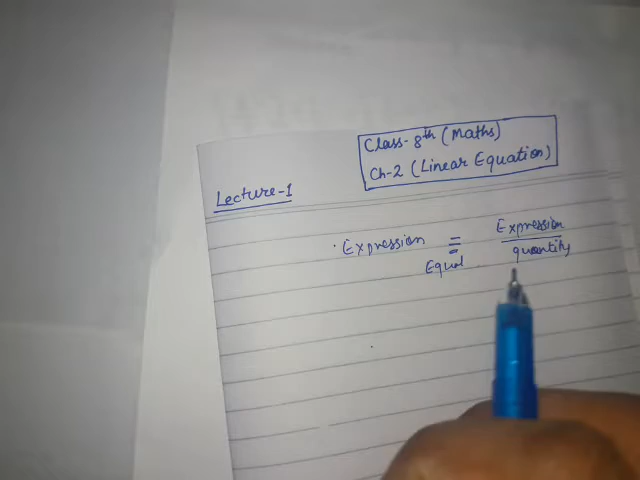 Class-8th (Maths)
Ch-2 (Linear Equation)
Lecture-1
Expression = Expression
Equal quantity